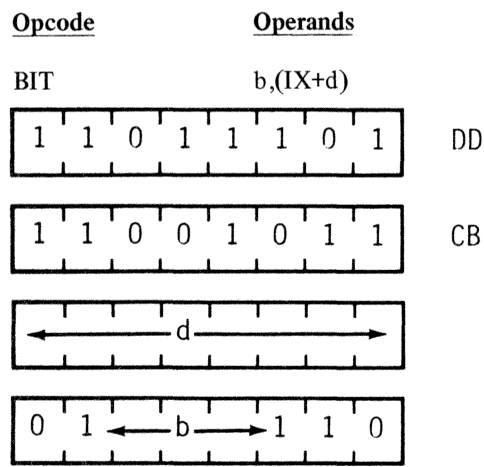 Opcode Operands
BIT b,(IX+d)
1 1 0 1 1 1 0 1 DD
1 1 0 0 1 0 1 1 CB
d
0 1 b 1 1 0